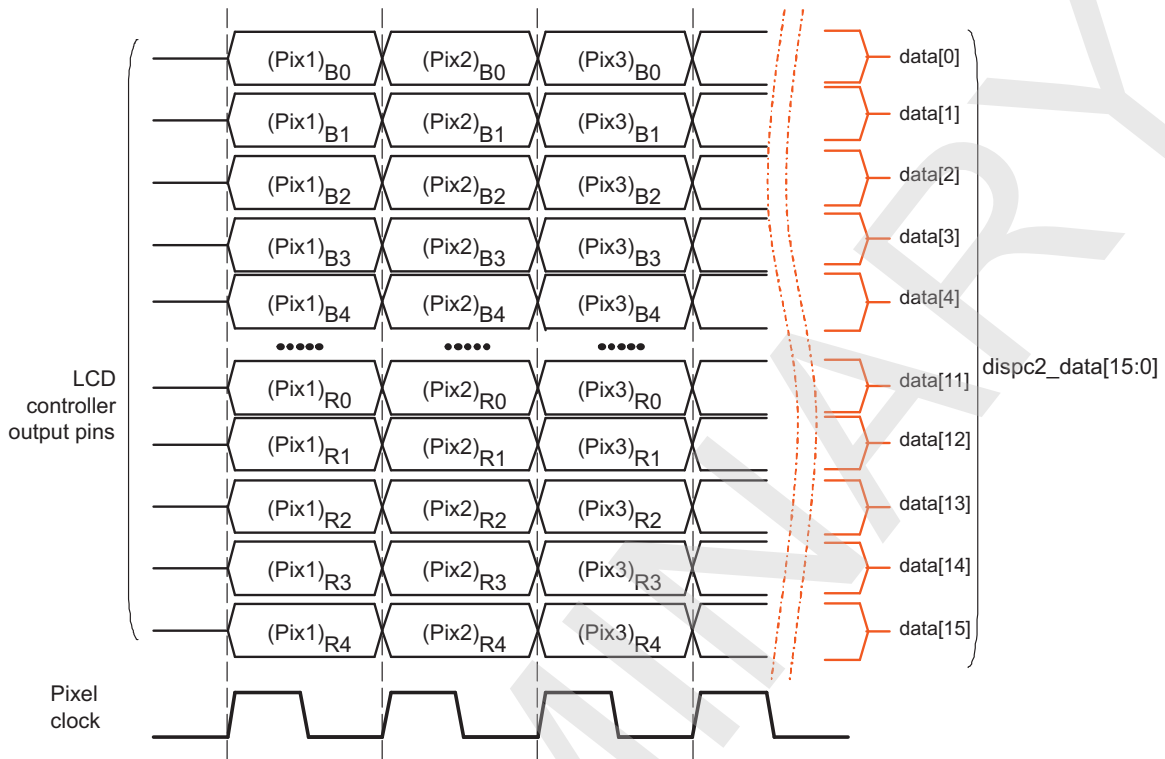 (Pix1)B0 (Pix2)B0 (Pix3)B0 data[0]
(Pix1)B1 (Pix2)B1 (Pix3)B1 data[1]
(Pix1)B2 (Pix2)B2 (Pix3)B2 data[2]
(Pix1)B3 (Pix2)B3 (Pix3)B3 data[3]
(Pix1)B4 (Pix2)B4 (Pix3)B4 data[4]
LCD
controller
output pins
dispc2_data[15:0]
(Pix1)R0 (Pix2)R0 (Pix3)R0 data[11]
(Pix1)R1 (Pix2)R1 (Pix3)R1 data[12]
(Pix1)R2 (Pix2)R2 (Pix3)R2 data[13]
(Pix1)R3 (Pix2)R3 (Pix3)R3 data[14]
(Pix1)R4 (Pix2)R4 (Pix3)R4 data[15]
Pixel
clock
MINARY